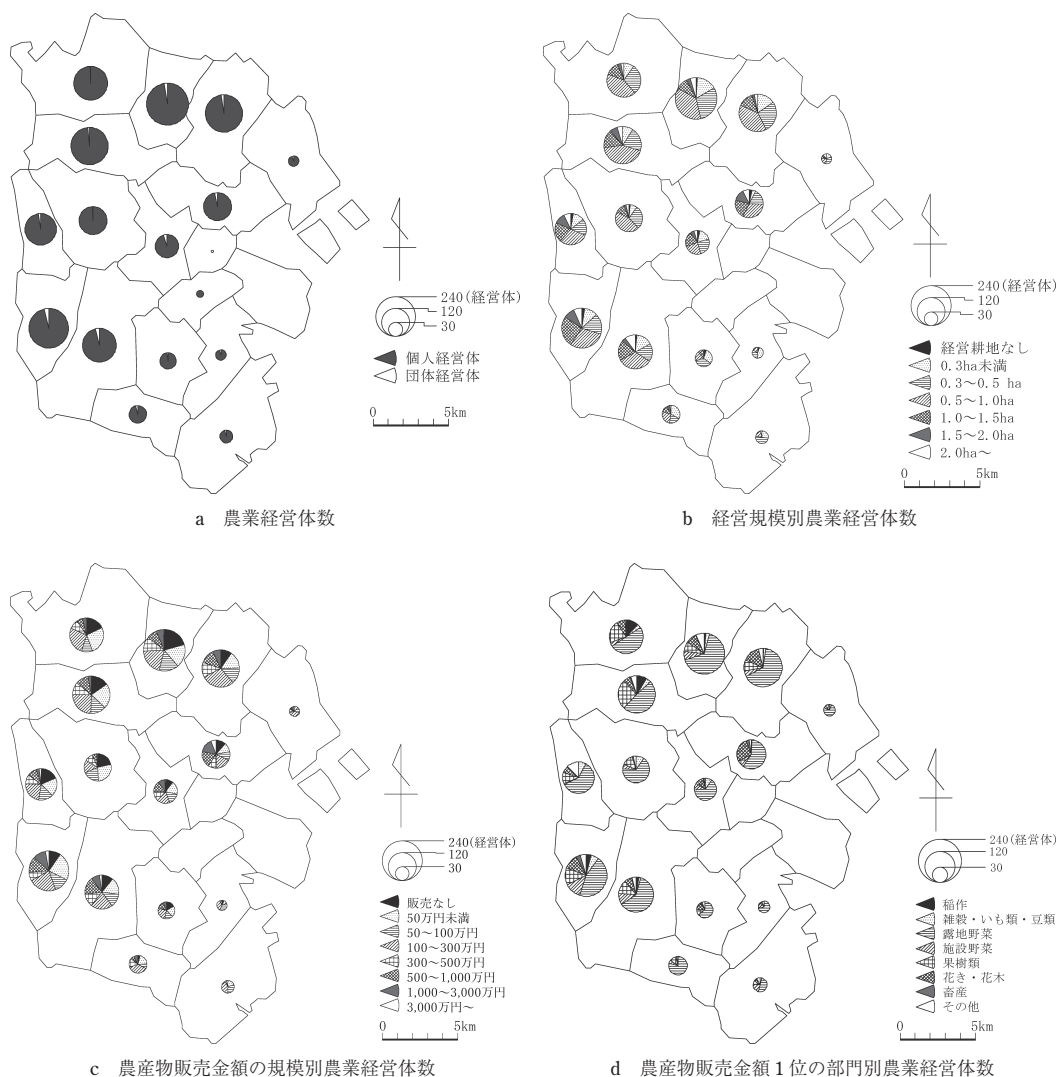 240(経営体)
120
30
個人経営体
団体経営体
0 5km
a 農業経営体数
240(経営体)
120
30
経営耕地なし
0.3ha未満
0.3〜0.5 ha
0.5〜1.0ha
1.0〜1.5ha
1.5〜2.0ha
2.0ha〜
0 5km
b 経営規模別農業経営体数
240(経営体)
120
30
販売なし
50万円未満
50〜100万円
100〜300万円
300〜500万円
500〜1,000万円
1,000〜3,000万円
3,000万円〜
0 5km
c 農産物販売金額の規模別農業経営体数
240(経営体)
120
30
稲作
雑穀・いも類・豆類
露地野菜
施設野菜
果樹類
花き・花木
畜産
その他
0 5km
d 農産物販売金額1位の部門別農業経営体数